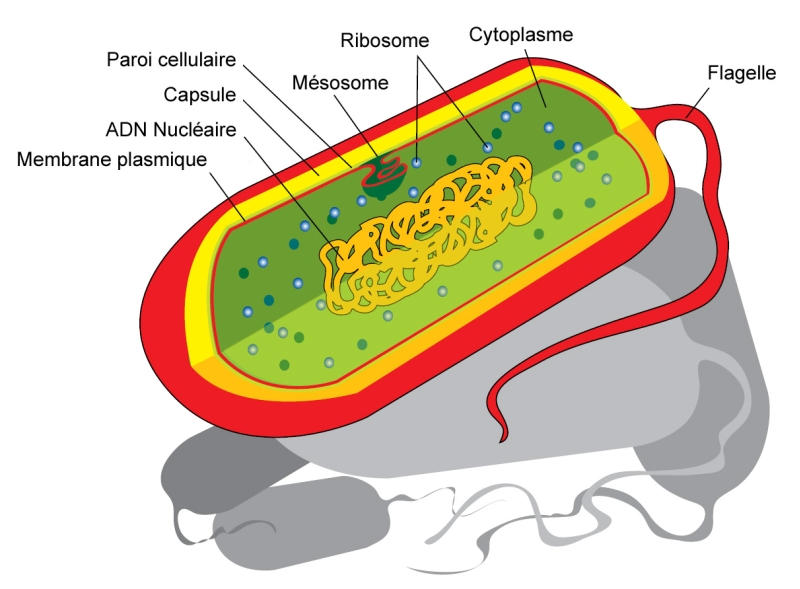 Ribosome
Cytoplasme
Paroi cellulaire
Mésosome
Flagelle
Capsule
ADN Nucléaire
Membrane plasmique